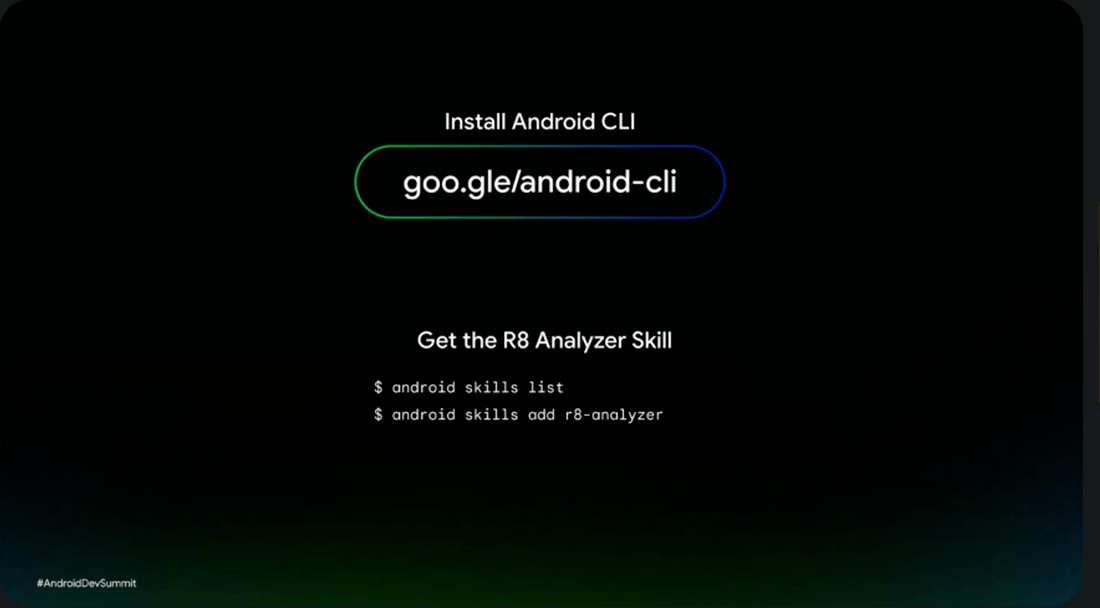 Install Android CLI
goo.gle/android-cli
Get the R8 Analyzer Skill
$ android skills list
$ android skills add r8-analyzer
#AndroidDevSummit